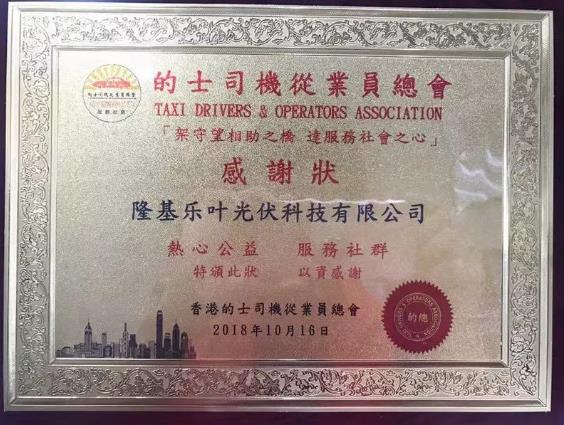 的士司機從業員總會
TAXI DRIVERS & OPERATORS ASSOCIATION
「架守望相助之橋 達服務社會之心」
感謝狀
隆基乐叶光伏科技有限公司
熱心公益 服務社群
特頒此狀 以資感謝
香港的士司機從業員總會
2018年10月16日
的總